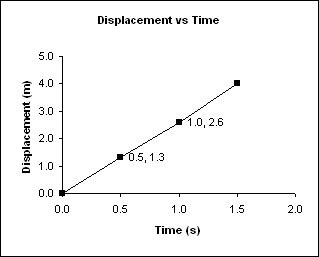 Displacement vs Time
5.0
4.0
3.0
2.0
1.0
0.0
Displacement (m)
1.0, 2.6
0.5, 1.3
0.0 0.5 1.0 1.5 2.0
Time (s)